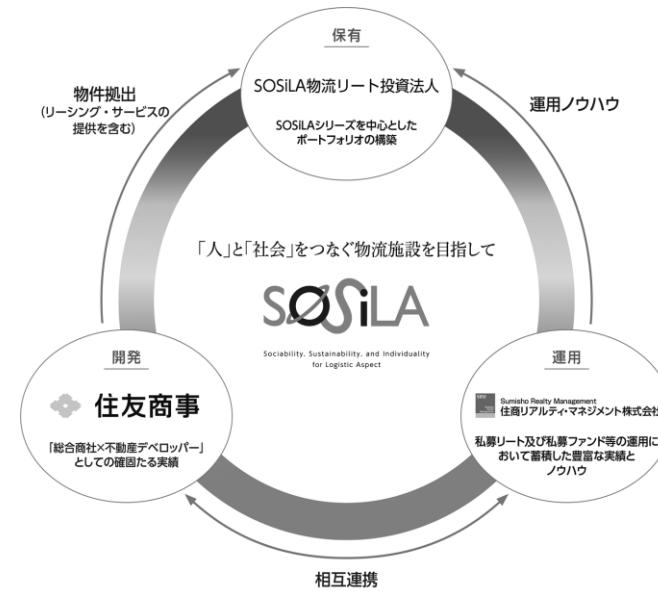 保有
SOSiLA物流リート投資法人
SOSiLAシリーズを中心とした
ポートフォリオの構築
物件拠出
(リーシング・サービスの
提供を含む)
運用ノウハウ
「人」と「社会」をつなぐ物流施設を目指して
SOSiLA
Sociability, Sustainability, and Individuality
for Logistic Aspect
開発
住友商事
「総合商社×不動産デベロッパー」
としての確固たる実績
運用
Sumisho Realty Management
住商リアルティ・マネジメント株式会社
私募リート及び私募ファンド等の運用に
おいて蓄積した豊富な実績と
ノウハウ
相互連携